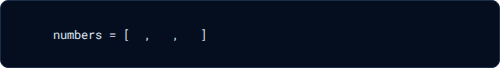 numbers = [  ,   ,   ]